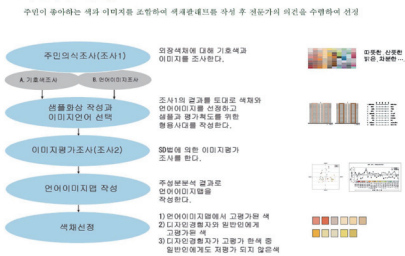 주민이 좋아하는 색과 이미지를 조합하여 색채팔레트를 작성 후 전문가의 의견을 수렴하여 선정
주민의식조사(조사1)
외장색채에 대해 기호색과
이미지를 조사한다.
따뜻한, 산뜻한
밝은, 차분한 …
A. 기호색조사
B. 언어이미지조사
샘플화상 작성과
이미지언어 선택
조사1의 결과를 토대로 색채와
언어이미지를 선정하고
샘플과 평가척도를 위한
형용사대를 작성한다.
이미지평가조사(조사2)
SD법에 의한 이미지평가
조사를 한다.
언어이미지맵 작성
주성분분석 결과로
언어이미지맵을
작성한다.
색채선정
1) 언어이미지맵에서 고평가된 색
2) 디자인경험자와 일반인에게
고평가된 색
3) 디자인경험자가 고평가 한색 중
일반인에게도 저평가 되지 않은색